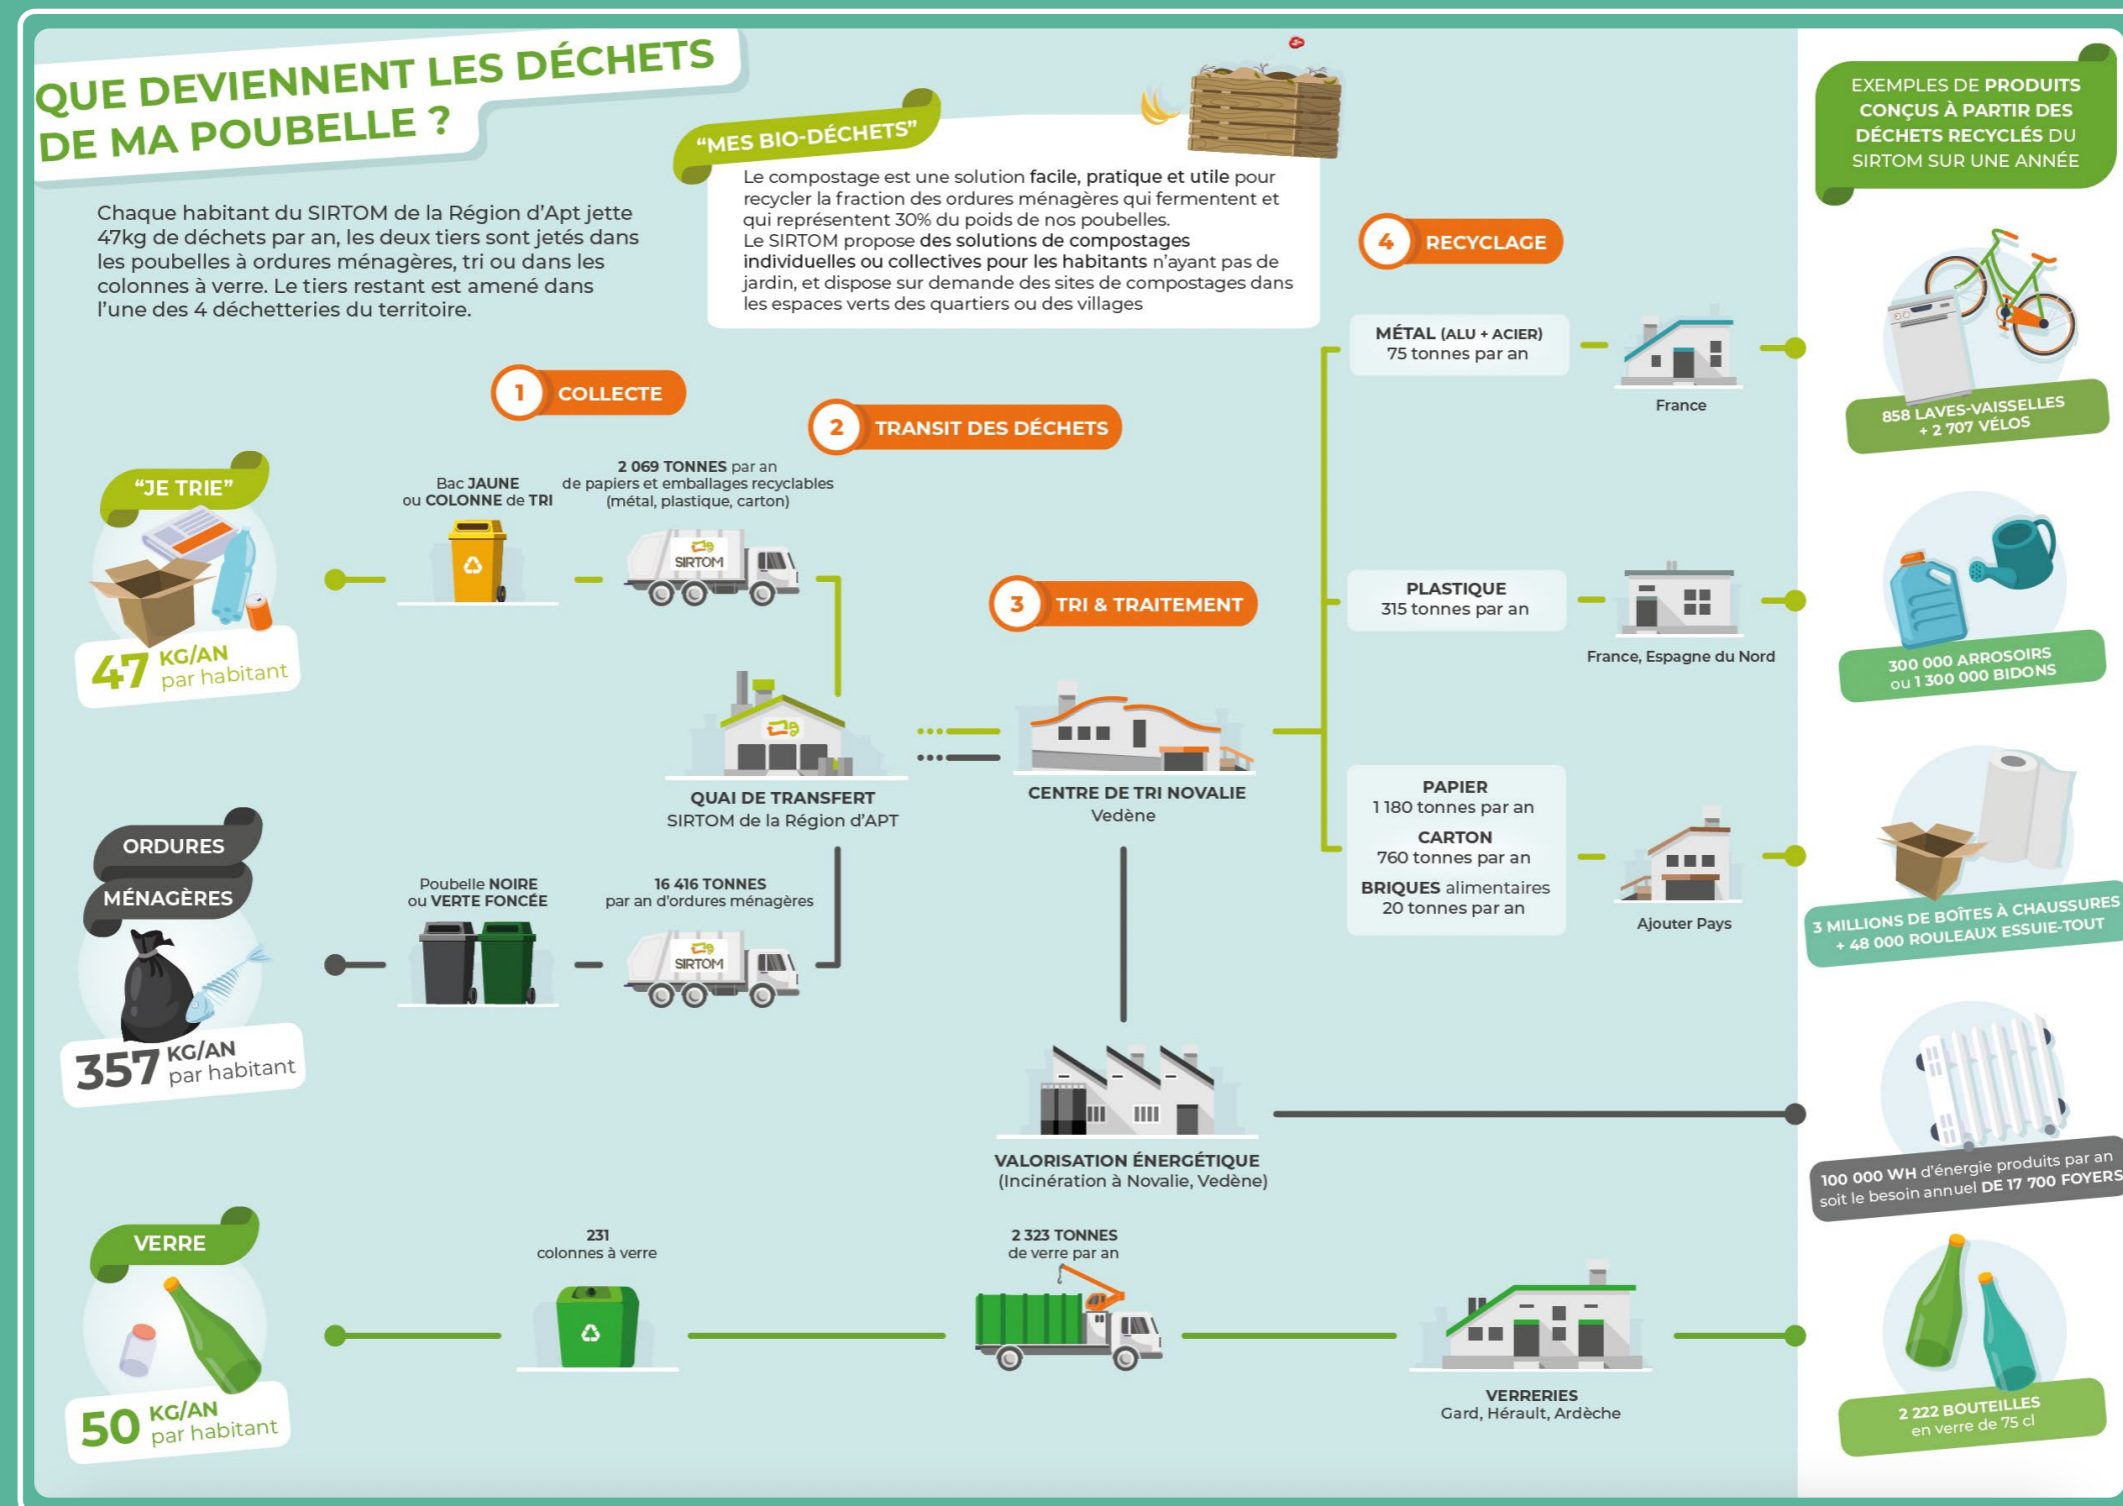 QUE DEVIENNENT LES DÉCHETS
DE MA POUBELLE ?
Chaque habitant du SIRTOM de la Région d’Apt jette
47kg de déchets par an, les deux tiers sont jetés dans
les poubelles à ordures ménagères, tri ou dans les
colonnes à verre. Le tiers restant est amené dans
l’une des 4 déchetteries du territoire.
“MES BIO-DÉCHETS”
Le compostage est une solution facile, pratique et utile pour
recycler la fraction des ordures ménagères qui fermentent et
qui représentent 30% du poids de nos poubelles.
Le SIRTOM propose des solutions de compostages
individuelles ou collectives pour les habitants n’ayant pas de
jardin, et dispose sur demande des sites de compostages dans
les espaces verts des quartiers ou des villages
1 COLLECTE
2 TRANSIT DES DÉCHETS
3 TRI & TRAITEMENT
4 RECYCLAGE
EXEMPLES DE PRODUITS
CONÇUS À PARTIR DES
DÉCHETS RECYCLÉS DU
SIRTOM SUR UNE ANNÉE
“JE TRIE”
47 KG/AN
par habitant
Bac JAUNE
ou COLONNE de TRI
2 069 TONNES par an
de papiers et emballages recyclables
(métal, plastique, carton)
SIRTOM
QUAI DE TRANSFERT
SIRTOM de la Région d’APT
CENTRE DE TRI NOVALIE
Vedène
MÉTAL (ALU + ACIER)
75 tonnes par an
France
858 LAVES-VAISSELLES
+ 2 707 VÉLOS
PLASTIQUE
315 tonnes par an
France, Espagne du Nord
300 000 ARROSOIRS
ou 1 300 000 BIDONS
PAPIER
1 180 tonnes par an
CARTON
760 tonnes par an
BRIQUES alimentaires
20 tonnes par an
Ajouter Pays
3 MILLIONS DE BOÎTES À CHAUSSURES
+ 48 000 ROULEAUX ESSUIE-TOUT
ORDURES
MÉNAGÈRES
357 KG/AN
par habitant
Poubelle NOIRE
ou VERTE FONCÉE
16 416 TONNES
par an d’ordures ménagères
SIRTOM
VALORISATION ÉNERGÉTIQUE
(Incinération à Novalie, Vedène)
100 000 WH d’énergie produits par an
soit le besoin annuel DE 17 700 FOYERS
VERRE
50 KG/AN
par habitant
231
colonnes à verre
2 323 TONNES
de verre par an
VERRERIES
Gard, Hérault, Ardèche
2 222 BOUTEILLES
en verre de 75 cl